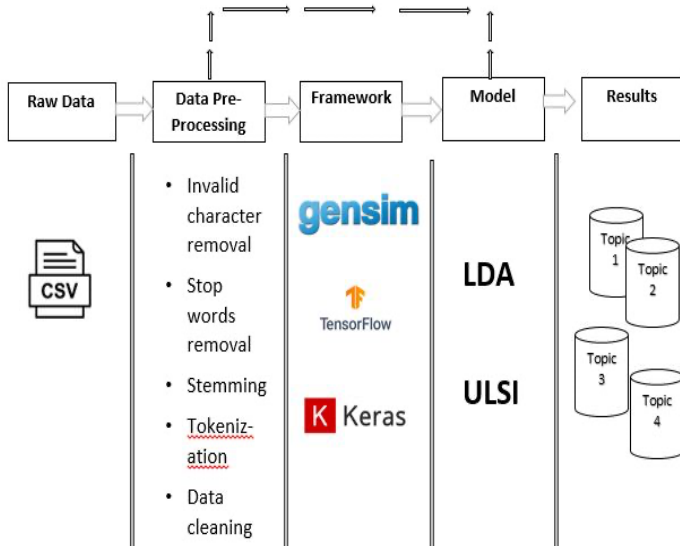 Raw Data
Data Pre-
Processing
Framework
Model
Results
CSV
• Invalid
character
removal
• Stop
words
removal
• Stemming
• Tokeniz-
ation
• Data
cleaning
gensim
TensorFlow
K Keras
LDA
ULSI
Topic
1
Topic
2
Topic
3
Topic
4